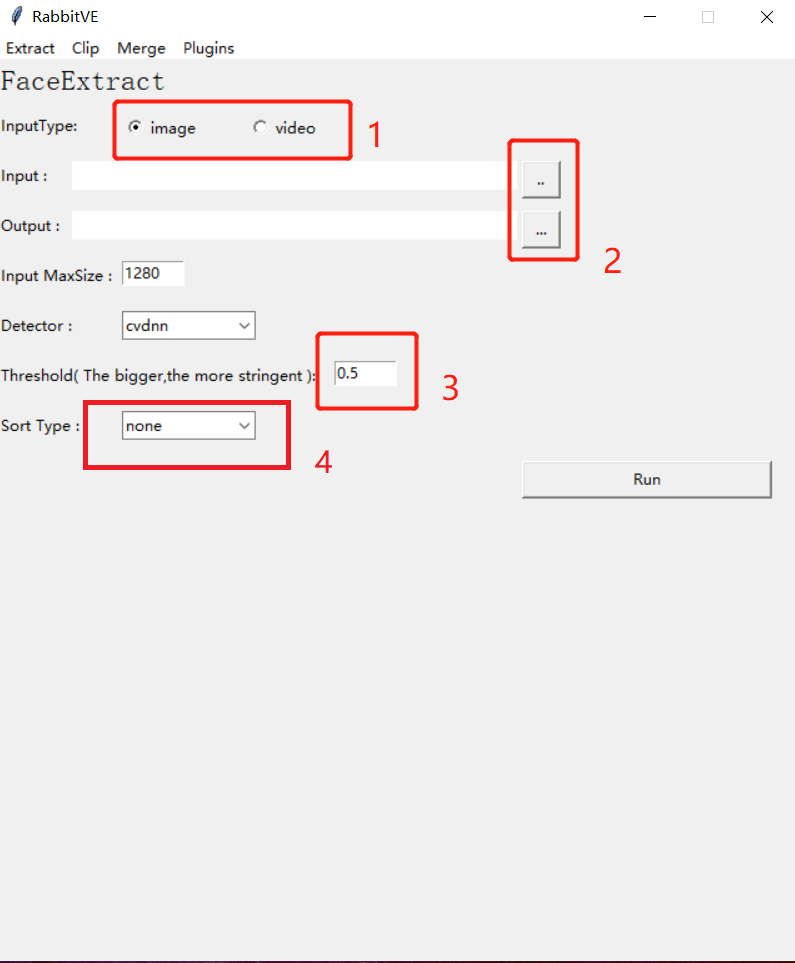 RabbitVE
Extract Clip Merge Plugins
FaceExtract
InputType: image video 1
Input : ..
Output : ...
2
Input MaxSize : 1280
Detector : cvdnn
Threshold( The bigger,the more stringent ): 0.5 3
Sort Type : none
4
Run